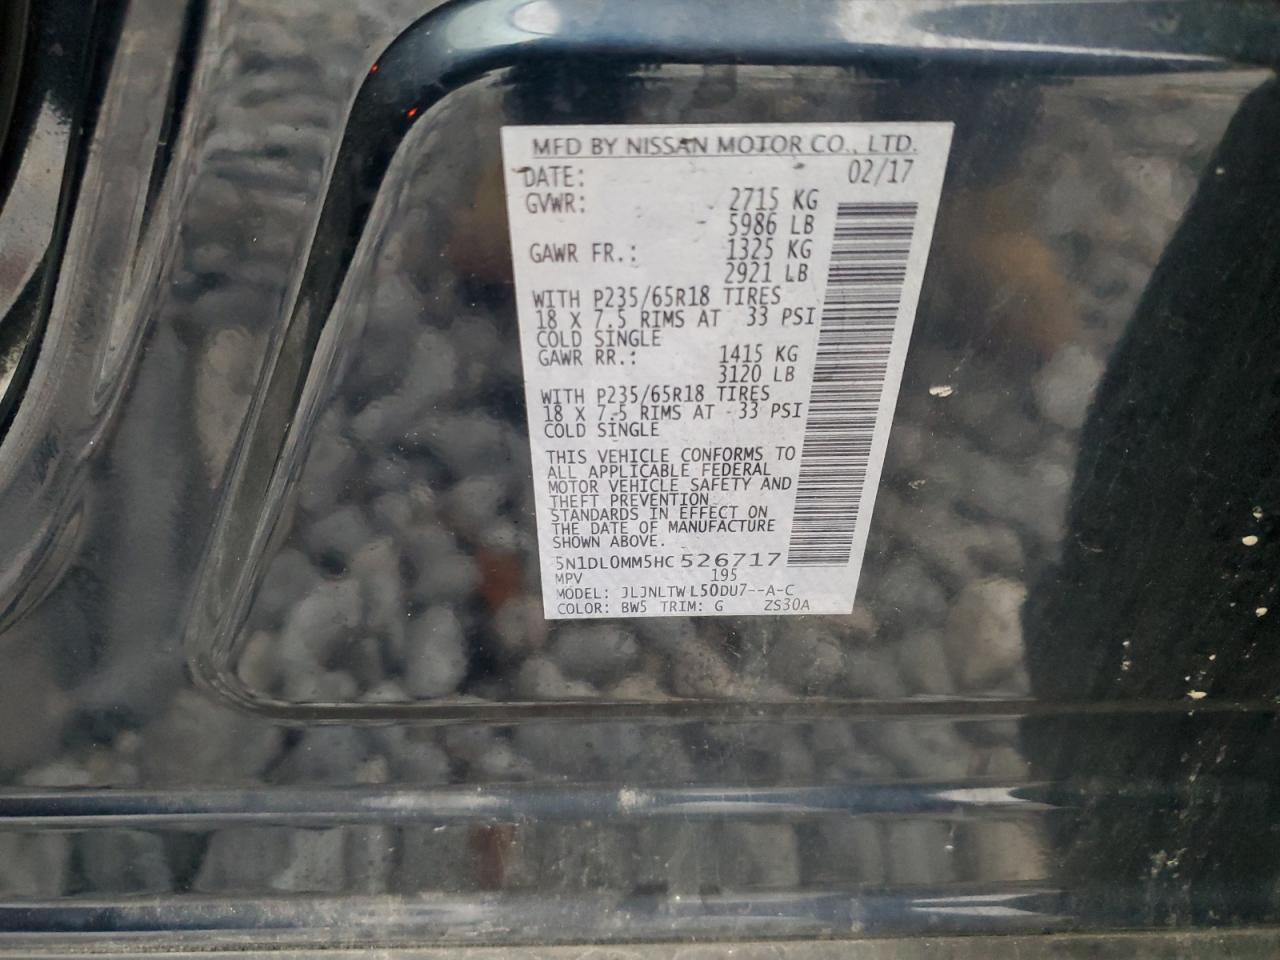 MFD BY NISSAN MOTOR CO., LTD.
DATE: 02/17
GVWR: 2715 KG
5986 LB
GAWR FR.: 1325 KG
2921 LB
WITH P235/65R18 TIRES
18 X 7.5 RIMS AT 33 PSI
COLD SINGLE
GAWR RR.: 1415 KG
3120 LB
WITH P235/65R18 TIRES
18 X 7.5 RIMS AT 33 PSI
COLD SINGLE
THIS VEHICLE CONFORMS TO
ALL APPLICABLE FEDERAL
MOTOR VEHICLE SAFETY AND
THEFT PREVENTION
STANDARDS IN EFFECT ON
THE DATE OF MANUFACTURE
SHOWN ABOVE.
5N1DL0MM5HC526717
MPV 195
MODEL: JLJNLTWL50DU7--A-C
COLOR: BW5 TRIM: G ZS30A